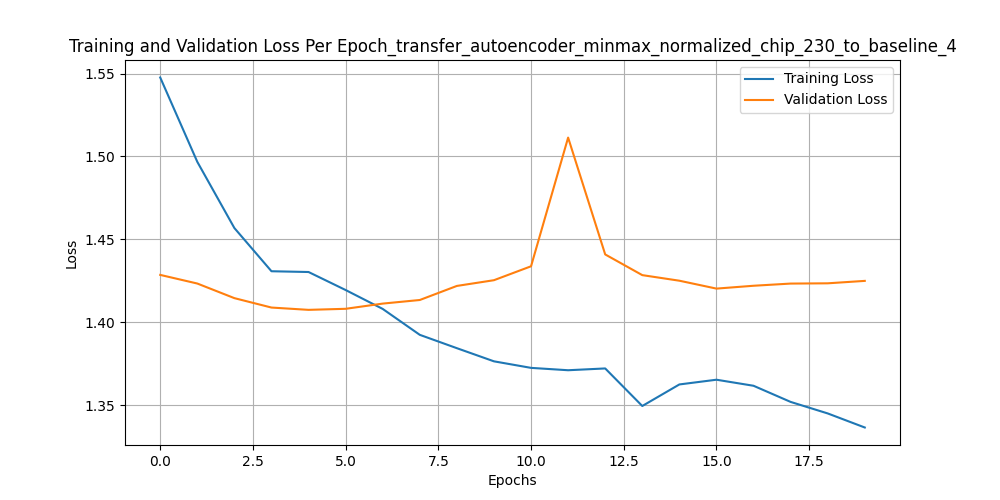 Training and Validation Loss Per Epoch_transfer_autoencoder_minmax_normalized_chip_230_to_baseline_4
Training Loss
Validation Loss
1.55
1.50
1.45
1.40
1.35
Loss
0.0 2.5 5.0 7.5 10.0 12.5 15.0 17.5
Epochs